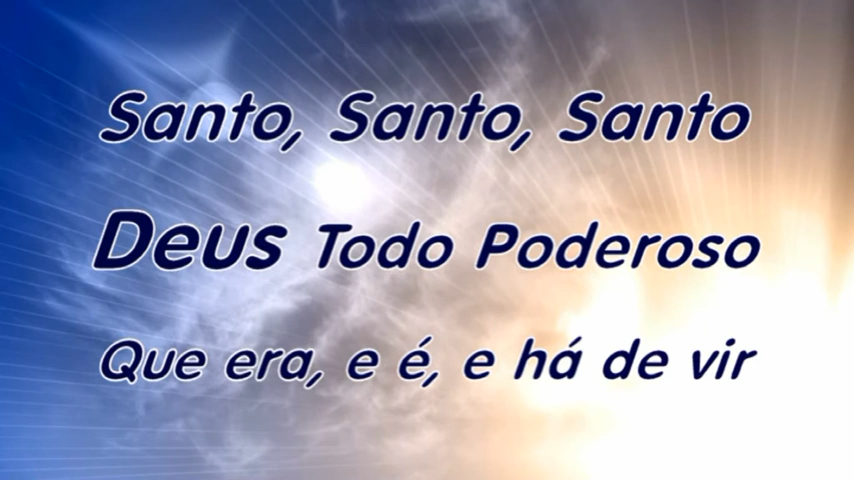 Santo, Santo, Santo
Deus Todo Poderoso
Que era, e é, e há de vir